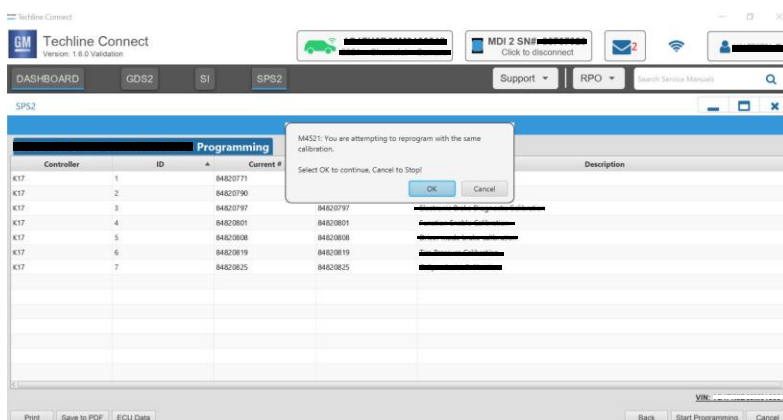 Techline Connect
GM
Techline Connect
Version: 1.6.0 Validation
MDI 2 SN#
Click to disconnect
2
DASHBOARD GDS2 SI SPS2 Support RPO Search Service Manuals
SPS2
Programming
M4521: You are attempting to reprogram with the same
calibration.
Select OK to continue, Cancel to Stop!
OK Cancel
Controller ID Current # Description
K17 1 84820771
K17 2 84820790
K17 3 84820797 84820797
K17 4 84820801 84820801
K17 5 84820808 84820808
K17 6 84820819 84820819
K17 7 84820825 84820825
VIN:
Print Save to PDF ECU Data Back Start Programming Cancel